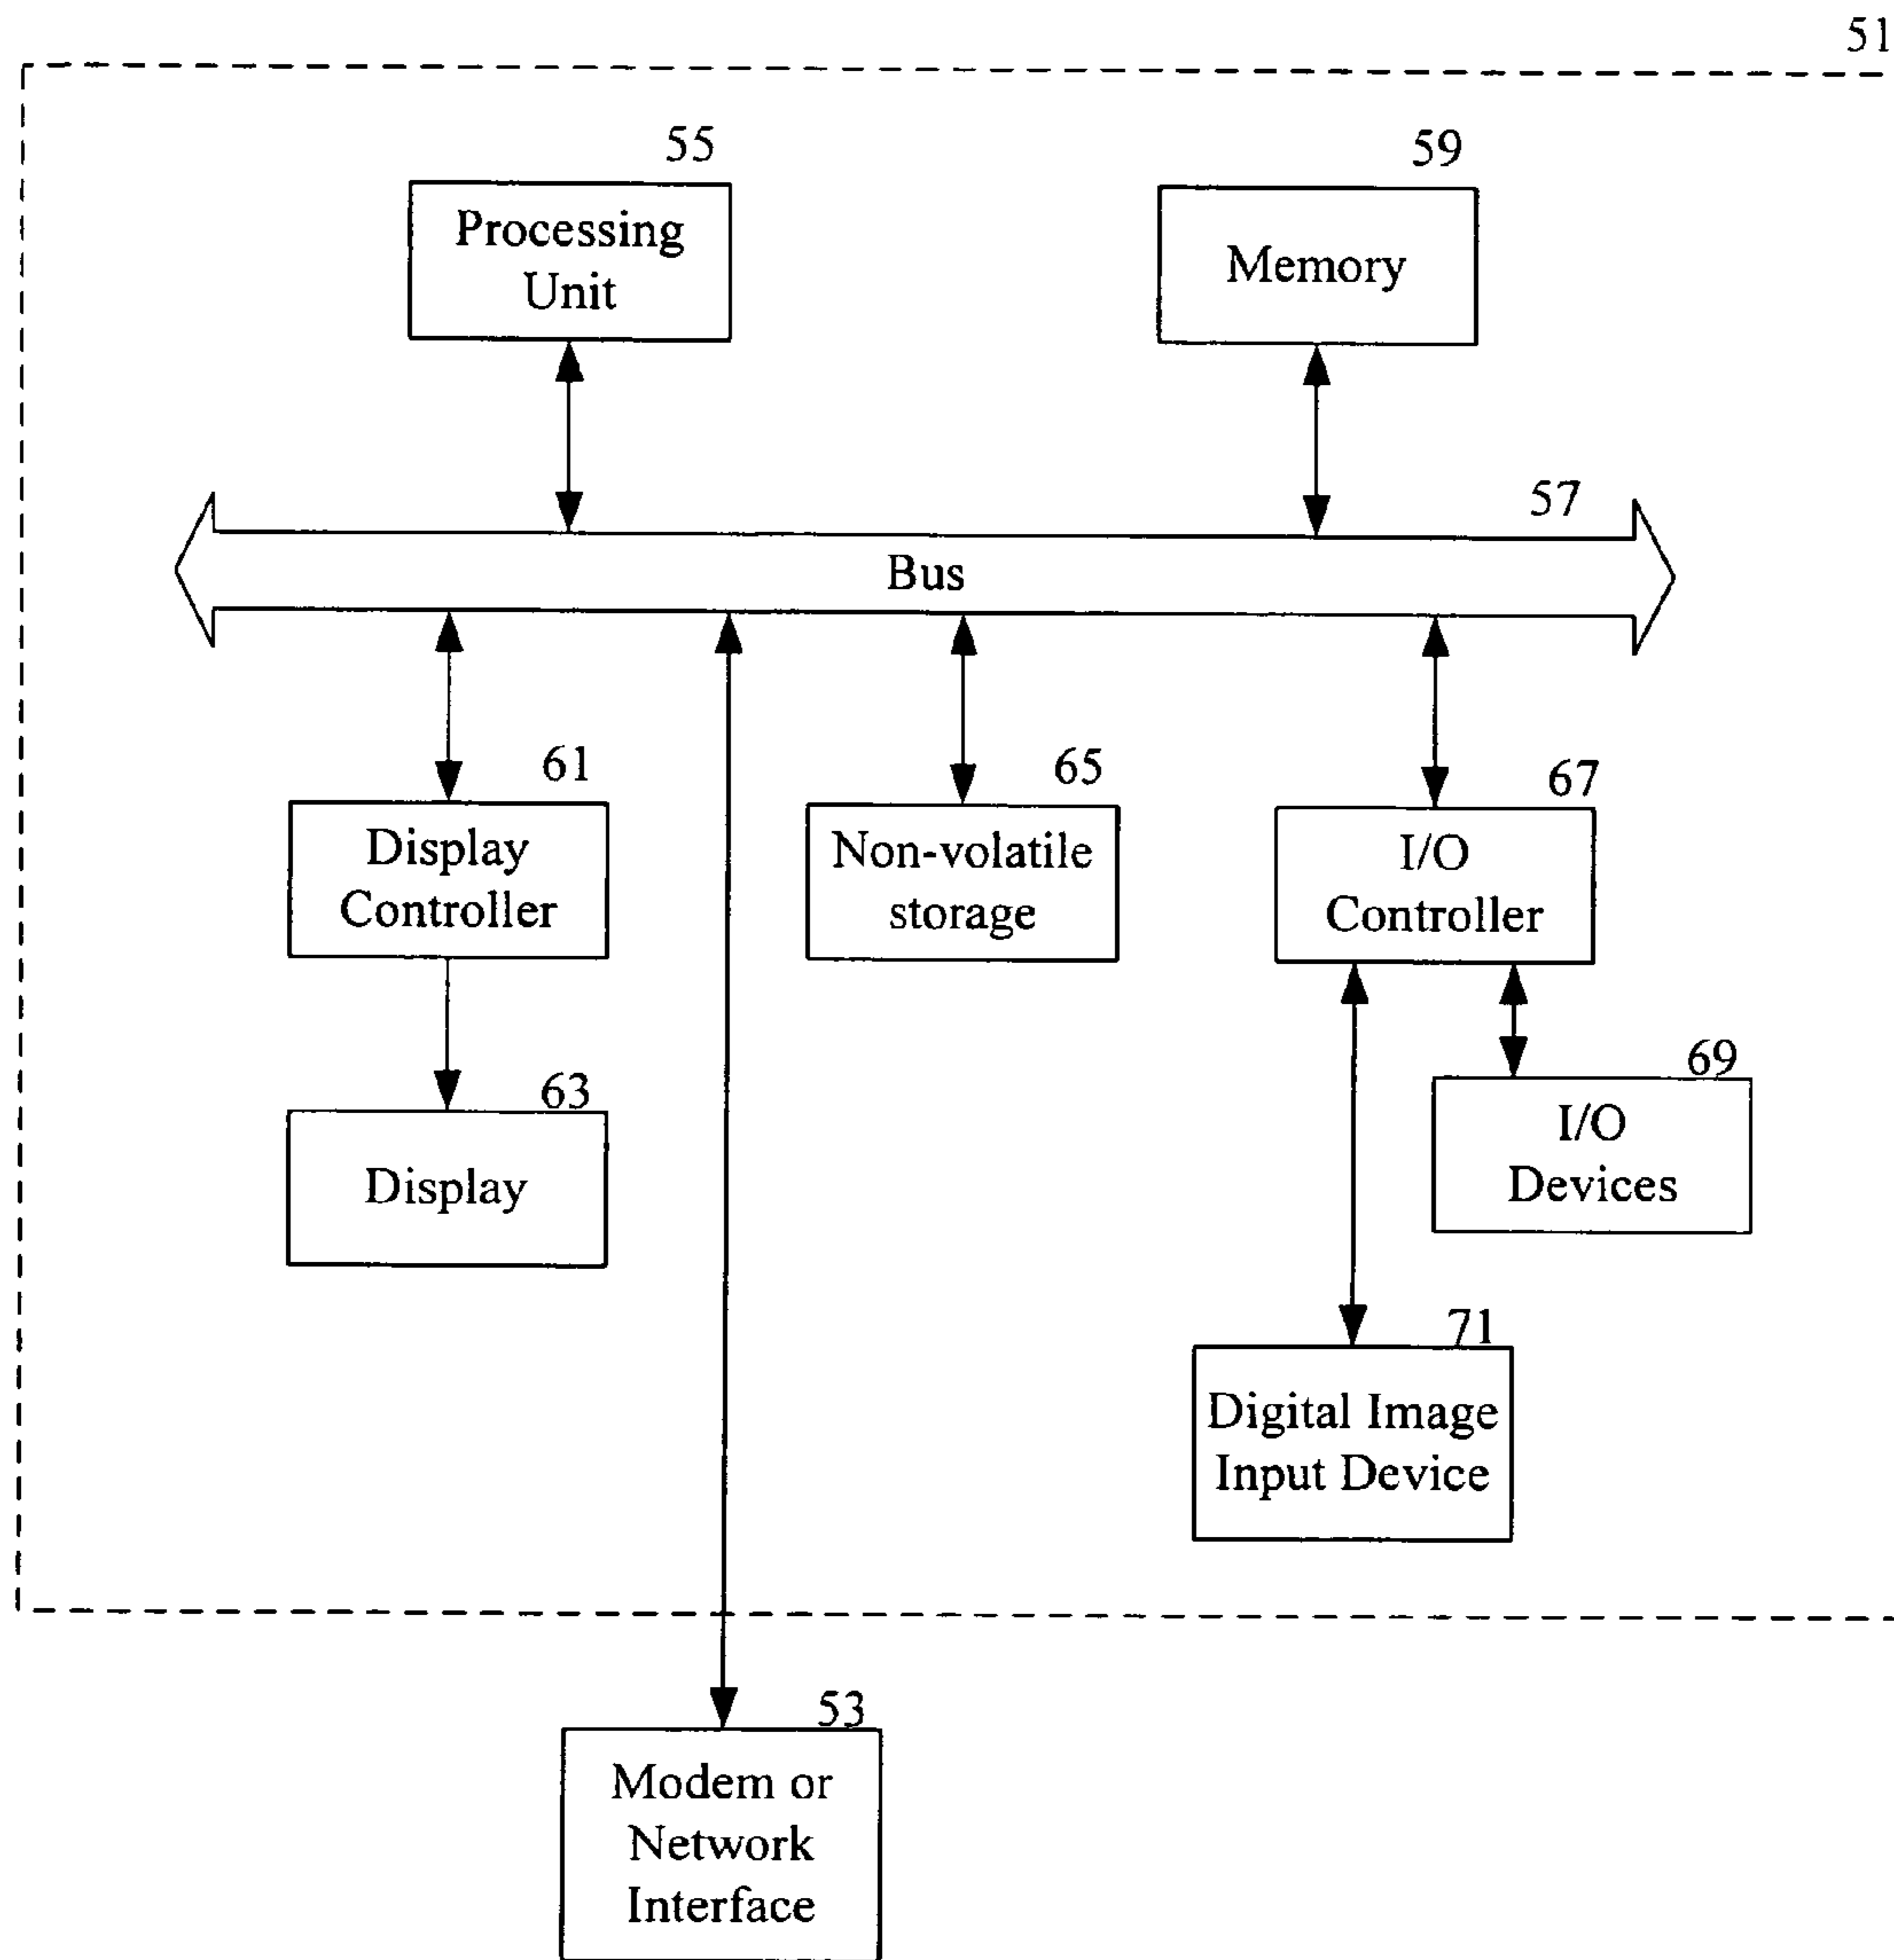 51
55
Processing
Unit
59
Memory
57
Bus
61
Display
Controller
65
Non-volatile
storage
67
I/O
Controller
63
Display
69
I/O
Devices
71
Digital Image
Input Device
53
Modem or
Network
Interface